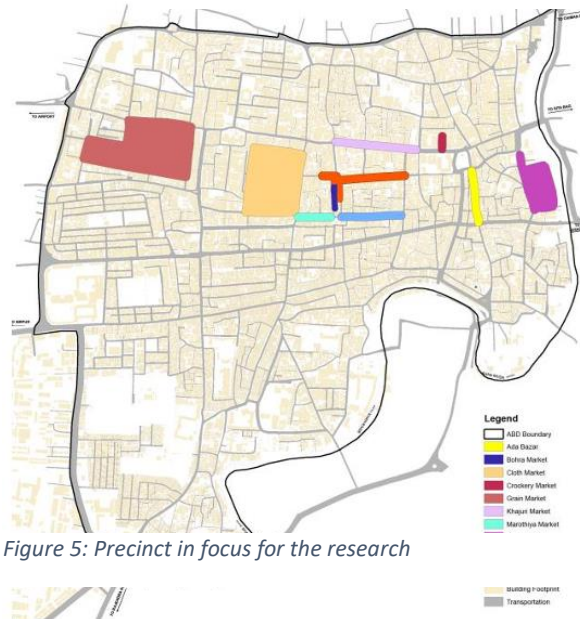 TO AIRPORT
Legend
ABD Boundary
Ada Bazar
Bohra Market
Cloth Market
Crockery Market
Grain Market
Khajuri Market
Marothiya Market
Figure 5: Precinct in focus for the research
Building Footprint
Transportation